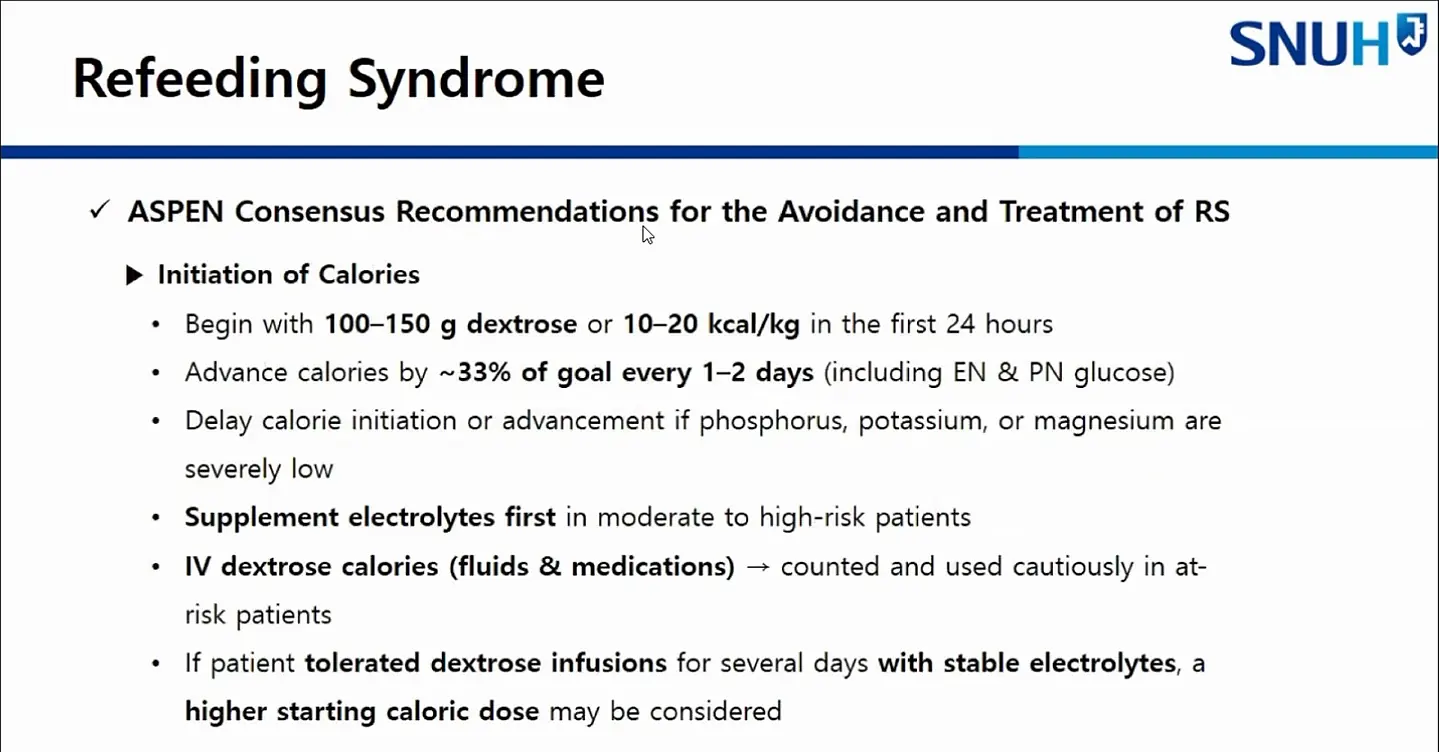 SNUH
Refeeding Syndrome
✓ ASPEN Consensus Recommendations for the Avoidance and Treatment of RS
▶ Initiation of Calories
• Begin with 100–150 g dextrose or 10–20 kcal/kg in the first 24 hours
• Advance calories by ~33% of goal every 1–2 days (including EN & PN glucose)
• Delay calorie initiation or advancement if phosphorus, potassium, or magnesium are
severely low
• Supplement electrolytes first in moderate to high-risk patients
• IV dextrose calories (fluids & medications) → counted and used cautiously in at-
risk patients
• If patient tolerated dextrose infusions for several days with stable electrolytes, a
higher starting caloric dose may be considered